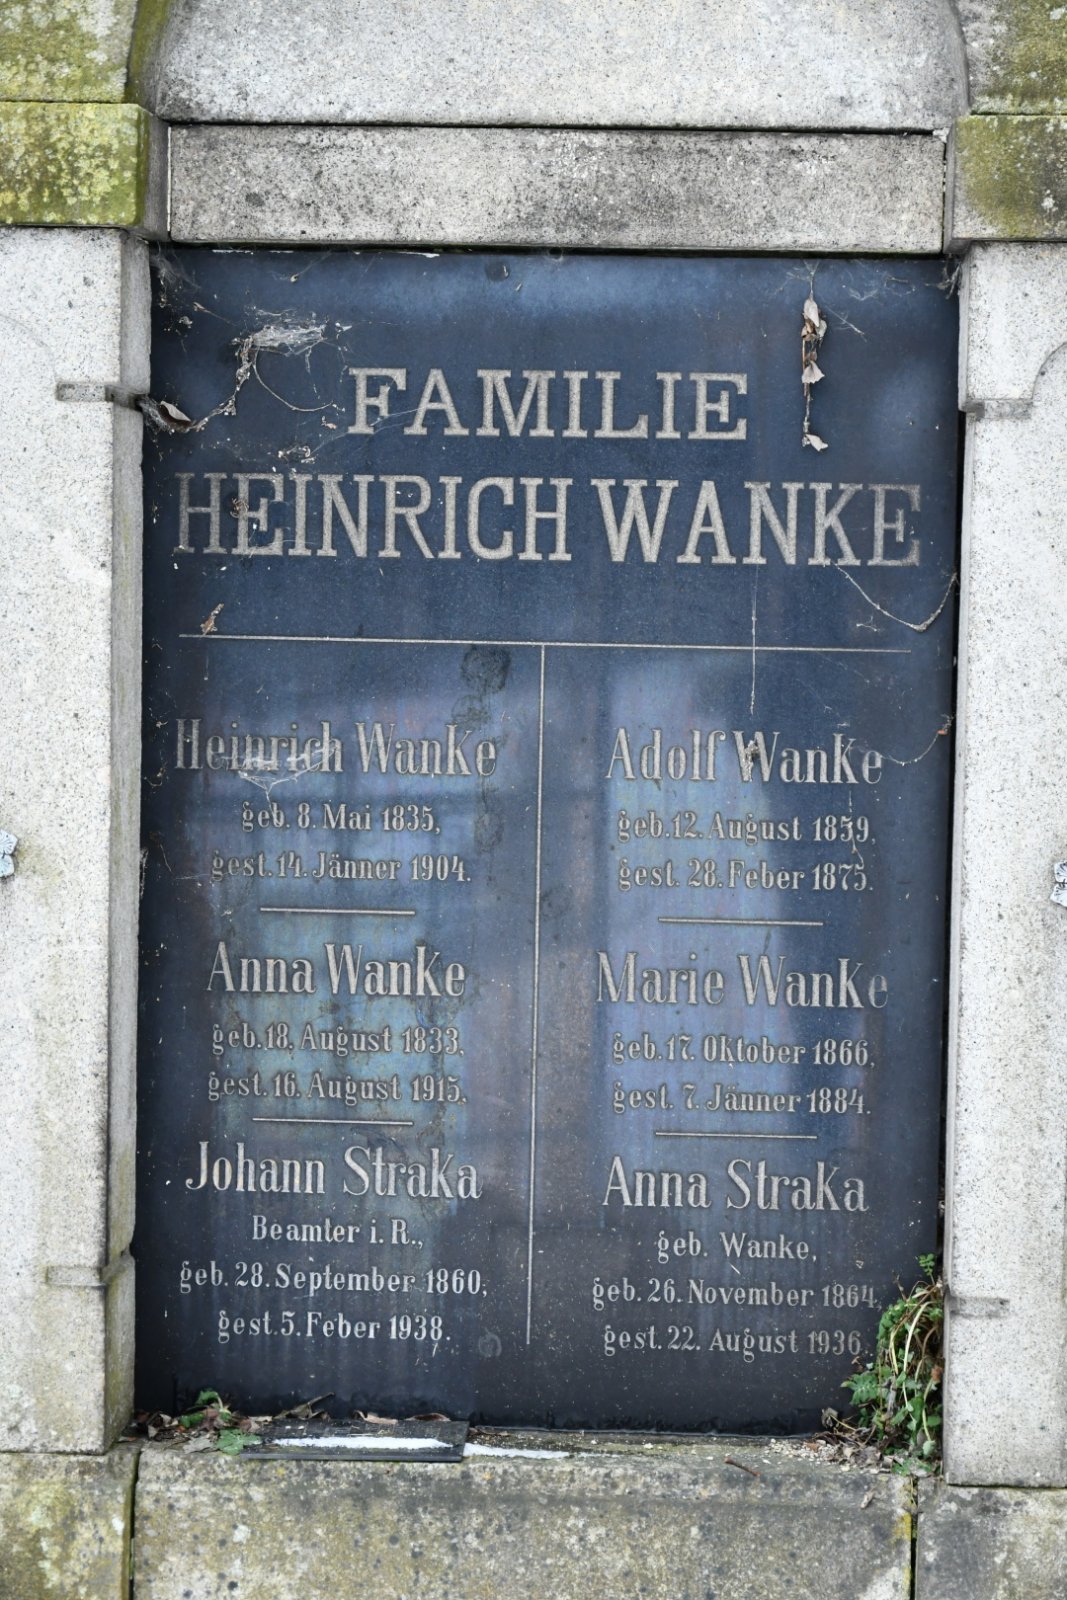 FAMILIE
HEINRICH WANKE
Heinrich Wanke
geb. 8. Mai 1835,
gest. 14. Jänner 1904.
Anna Wanke
geb. 18. August 1833,
gest. 16. August 1915.
Johann Straka
Beamter i. R.,
geb. 28. September 1860,
gest. 5. Feber 1938.
Adolf Wanke
geb. 12. August 1859,
gest. 28. Feber 1875.
Marie Wanke
geb. 17. Oktober 1866,
gest. 7. Jänner 1884.
Anna Straka
geb. Wanke,
geb. 26. November 1864,
gest. 22. August 1936.